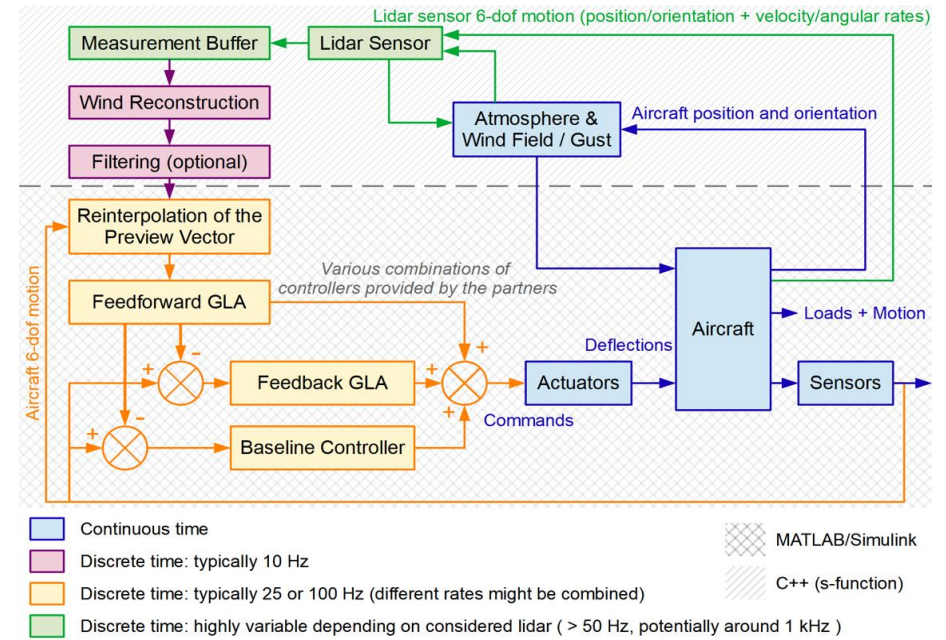 Lidar sensor 6-dof motion (position/orientation + velocity/angular rates)
Measurement Buffer
Lidar Sensor
Wind Reconstruction
Atmosphere &
Wind Field / Gust
Aircraft position and orientation
Filtering (optional)
Reinterpolation of the
Preview Vector
Various combinations of
controllers provided by the partners
Feedforward GLA
Aircraft 6-dof motion
Aircraft
Loads + Motion
Deflections
+
-
+
Feedback GLA
+
Actuators
Sensors
+
-
+
Commands
Baseline Controller
Continuous time
MATLAB/Simulink
Discrete time: typically 10 Hz
C++ (s-function)
Discrete time: typically 25 or 100 Hz (different rates might be combined)
Discrete time: highly variable depending on considered lidar ( > 50 Hz, potentially around 1 kHz )